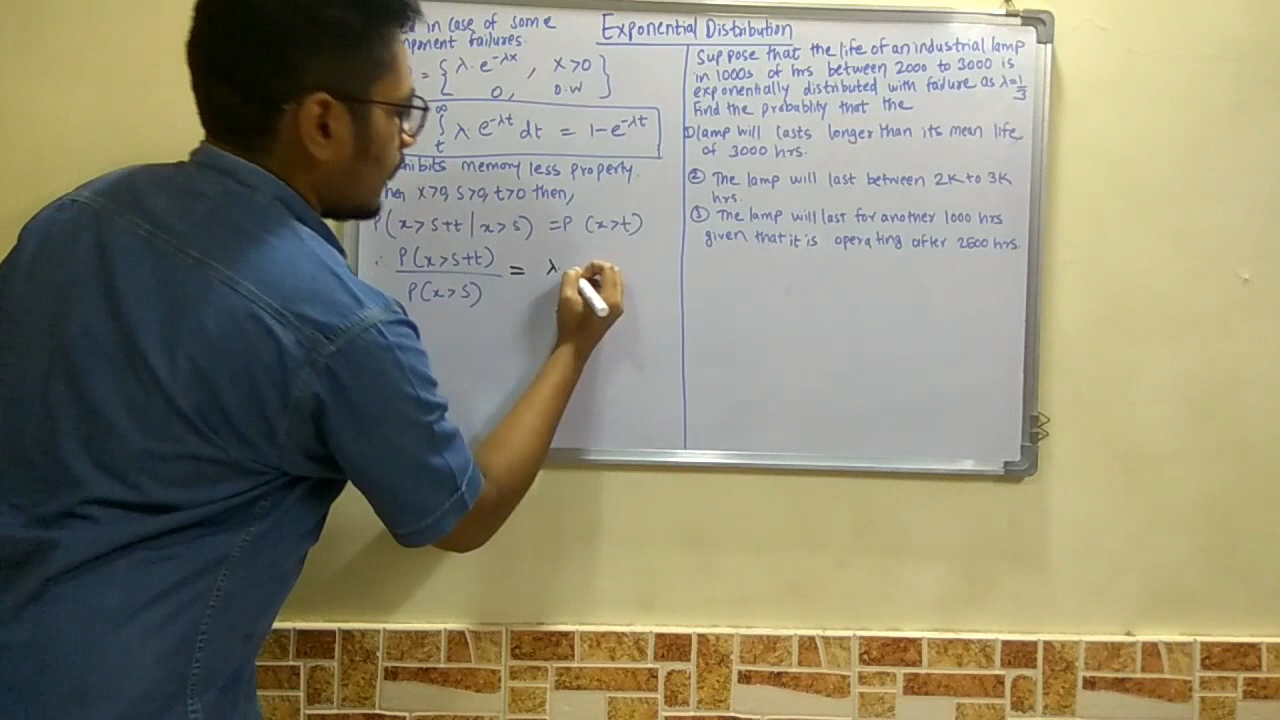 Exponential Distribution
in case of some
failures.
= { λ·e^-λx , x>0
0, o.w }
∞∫t λ·e^-λt dt = 1-e^-λt
memory less property.
x>0, s>0, t>0 then,
P(x>s+t | x>s) = P (x>t)
∴ P(x>s+t) / P(x>s) = λ
Suppose that the life of an industrial lamp
in 1000s of hrs between 2000 to 3000 is
exponentially distributed with failure as λ=1/3
Find the probablity that the
① lamp will lasts longer than its mean life
of 3000 hrs.
② The lamp will last between 2K to 3K
hrs.
③ The lamp will last for another 1000 hrs
given that it is operating after 2500 hrs.